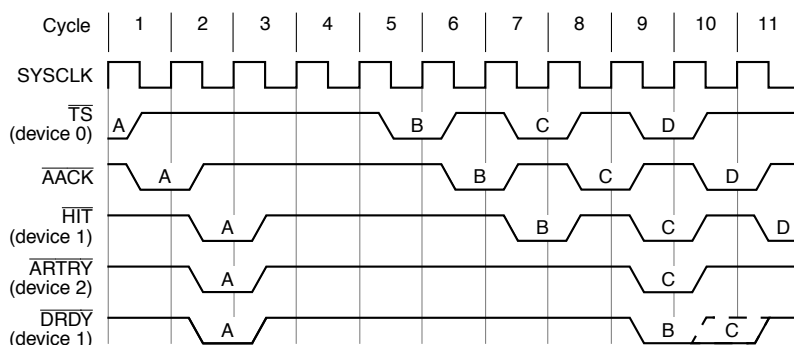 Cycle 1 2 3 4 5 6 7 8 9 10 11
SYSCLK
TS
(device 0)
A B C D
AACK
A B C D
HIT
(device 1)
A B C D
ARTRY
(device 2)
A C
DRDY
(device 1)
A B C